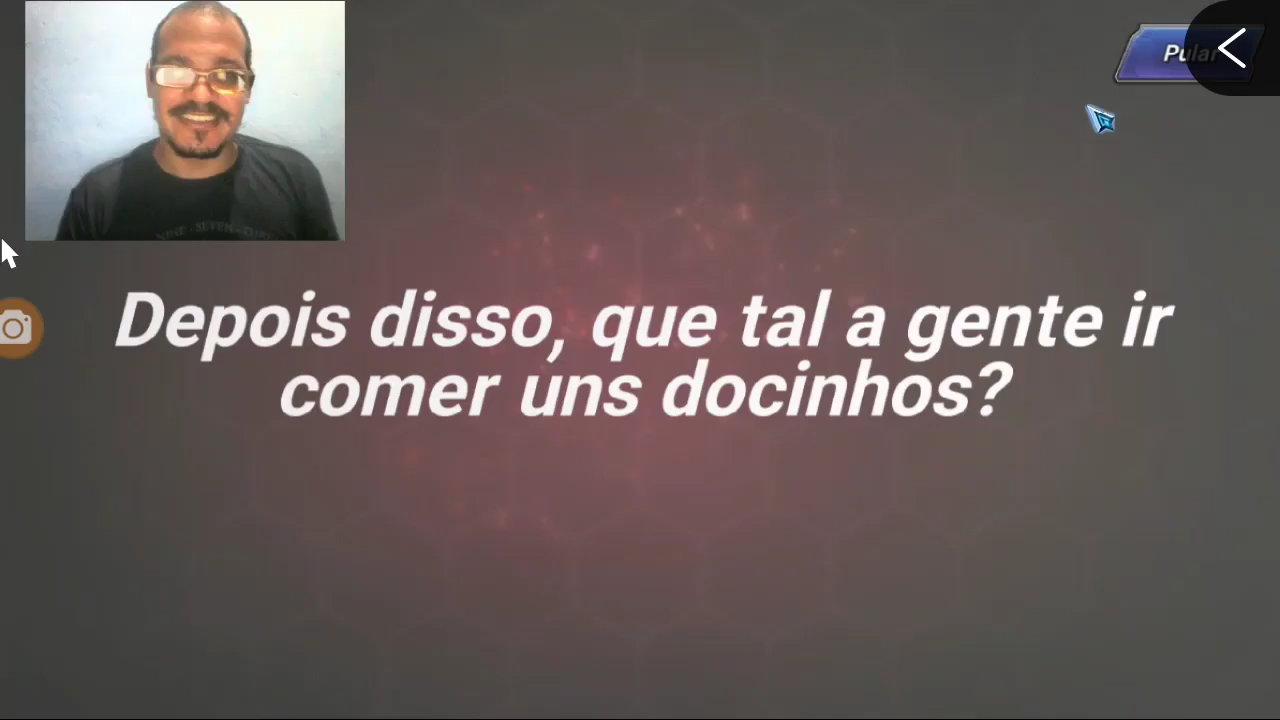 Pular
Depois disso, que tal a gente ir
comer uns docinhos?